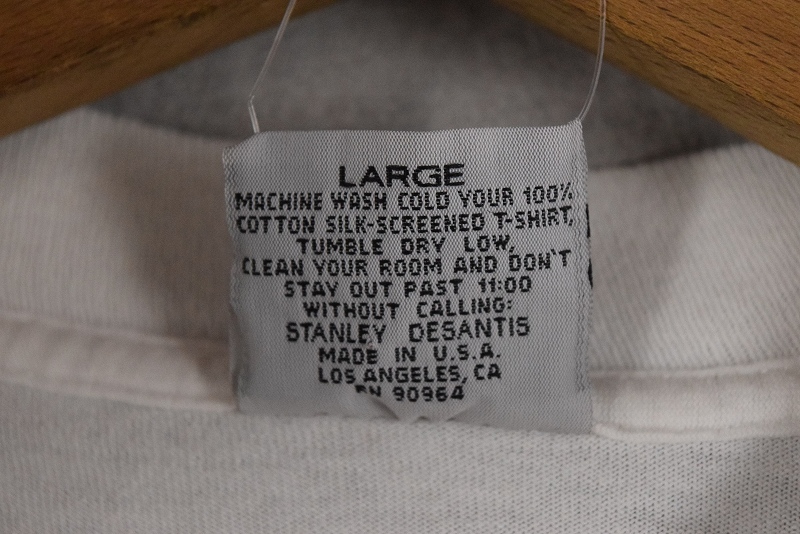 LARGE
MACHINE WASH COLD YOUR 100%
COTTON SILK-SCREENED T-SHIRT,
TUMBLE DRY LOW,
CLEAN YOUR ROOM AND DON'T
STAY OUT PAST 11:00
WITHOUT CALLING:
STANLEY DESANTIS
MADE IN U.S.A.
LOS ANGELES, CA
RN 90964